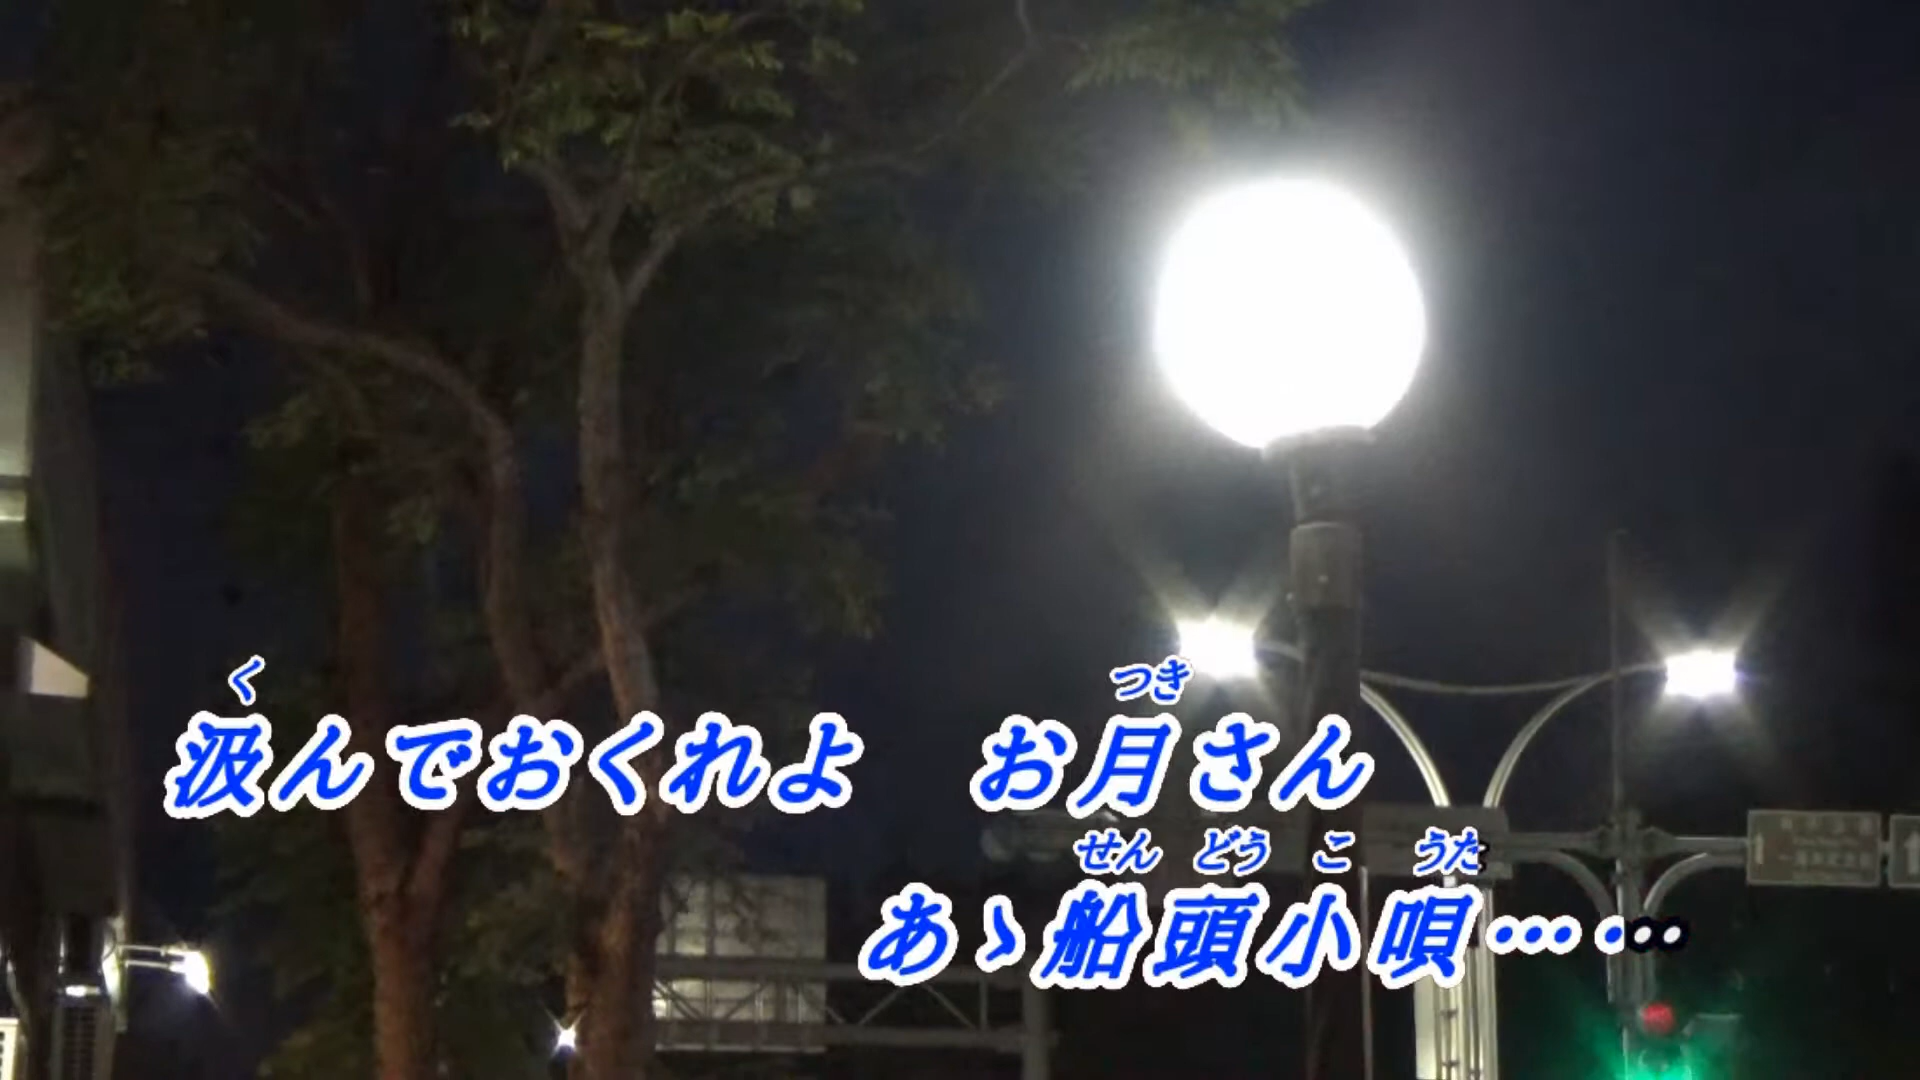 く つき
汲んでおくれよ　お月さん
せん どう こ うた
あゝ船頭小唄……